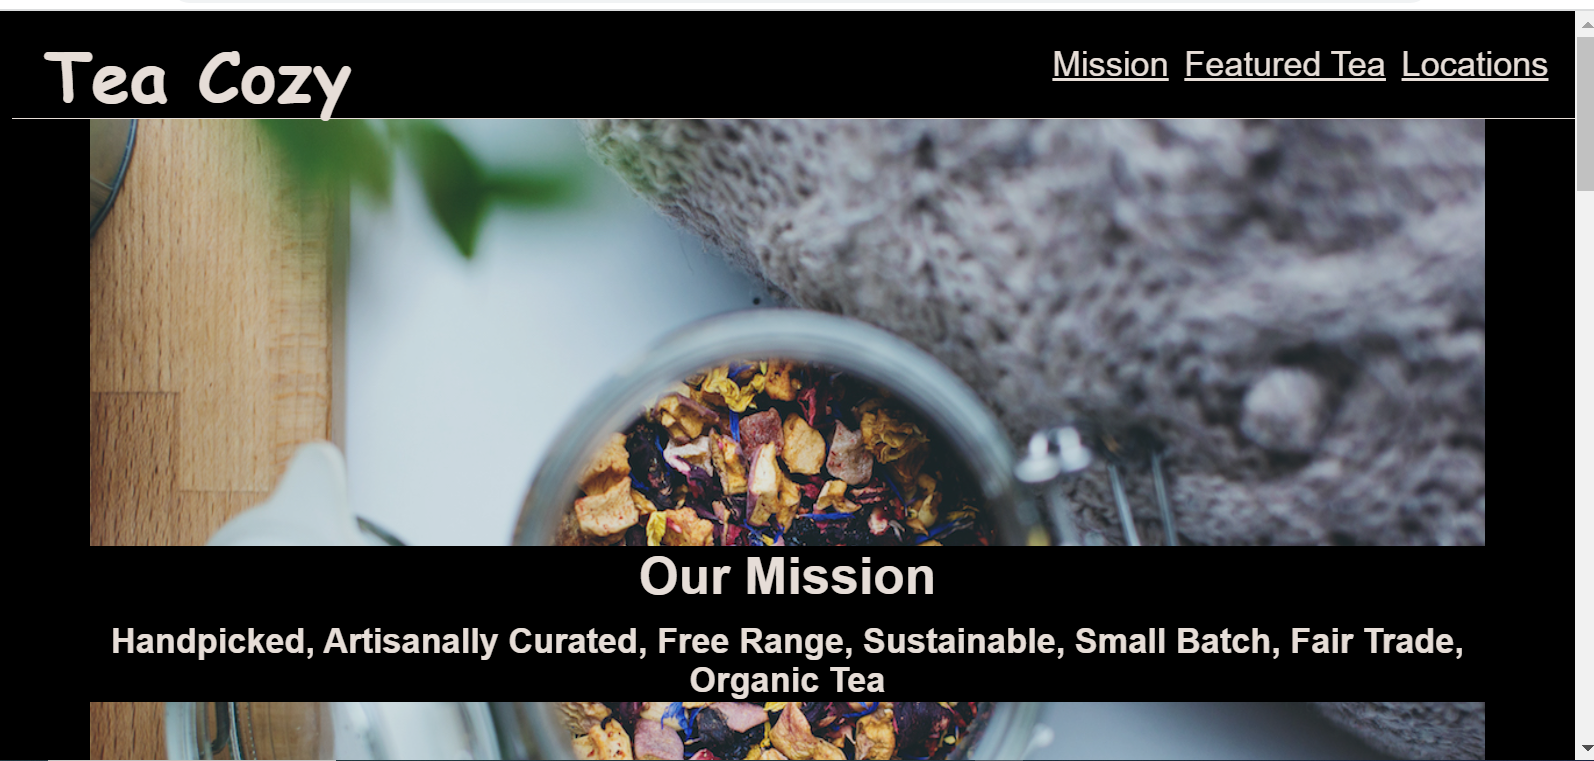 Tea Cozy
Mission Featured Tea Locations
Our Mission
Handpicked, Artisanally Curated, Free Range, Sustainable, Small Batch, Fair Trade,
Organic Tea